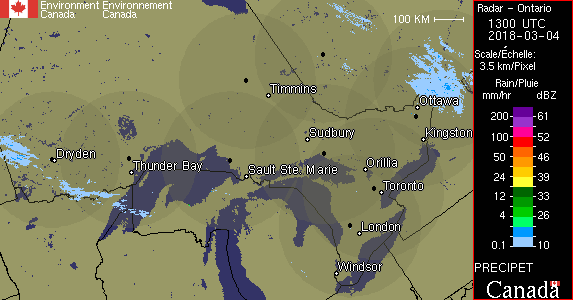 Environment Environnement
Canada Canada
100 KM
Timmins
Ottawa
Sudbury
Kingston
Dryden
Thunder Bay
Sault Ste. Marie
Orillia
Toronto
London
Windsor
Radar - Ontario
1300 UTC
2018-03-04
Scale/Échelle:
3.5 km/Pixel
Rain/Pluie
mm/hr dBZ
200 61
100 52
50 46
24 39
12 33
4 26
0.1 10
PRECIPET
Canada